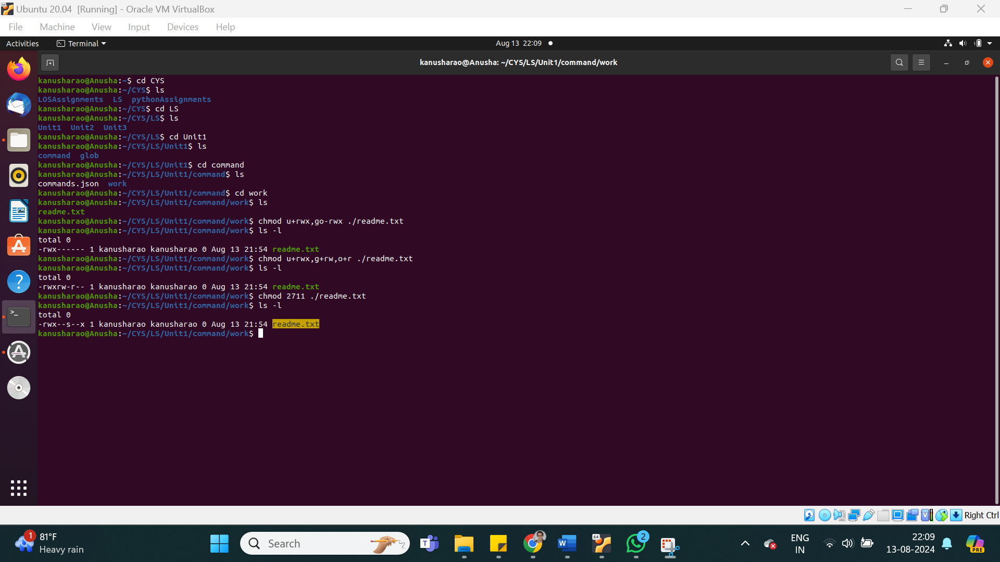 Ubuntu 20.04 [Running] - Oracle VM VirtualBox
File Machine View Input Devices Help
Activities Terminal Aug 13 22:09
kanusharao@Anusha: ~/CYS/LS/Unit1/command/work
kanusharao@Anusha:~$ cd CYS
kanusharao@Anusha:~/CYS$ ls
LOSAssignments LS pythonAssignments
kanusharao@Anusha:~/CYS$ cd LS
kanusharao@Anusha:~/CYS/LS$ ls
Unit1 Unit2 Unit3
kanusharao@Anusha:~/CYS/LS$ cd Unit1
kanusharao@Anusha:~/CYS/LS/Unit1$ ls
command glob
kanusharao@Anusha:~/CYS/LS/Unit1$ cd command
kanusharao@Anusha:~/CYS/LS/Unit1/command$ ls
commands.json work
kanusharao@Anusha:~/CYS/LS/Unit1/command$ cd work
kanusharao@Anusha:~/CYS/LS/Unit1/command/work$ ls
readme.txt
kanusharao@Anusha:~/CYS/LS/Unit1/command/work$ chmod u+rwx,go-rwx ./readme.txt
kanusharao@Anusha:~/CYS/LS/Unit1/command/work$ ls -l
total 0
-rwx------ 1 kanusharao kanusharao 0 Aug 13 21:54 readme.txt
kanusharao@Anusha:~/CYS/LS/Unit1/command/work$ chmod u+rwx,g+rw,o+r ./readme.txt
kanusharao@Anusha:~/CYS/LS/Unit1/command/work$ ls -l
total 0
-rwxrw-r-- 1 kanusharao kanusharao 0 Aug 13 21:54 readme.txt
kanusharao@Anusha:~/CYS/LS/Unit1/command/work$ chmod 2711 ./readme.txt
kanusharao@Anusha:~/CYS/LS/Unit1/command/work$ ls -l
total 0
-rwx--s--x 1 kanusharao kanusharao 0 Aug 13 21:54 readme.txt
kanusharao@Anusha:~/CYS/LS/Unit1/command/work$
Right Ctrl
1 81°F
Heavy rain
Search
2
ENG
IN
22:09
13-08-2024
PRE